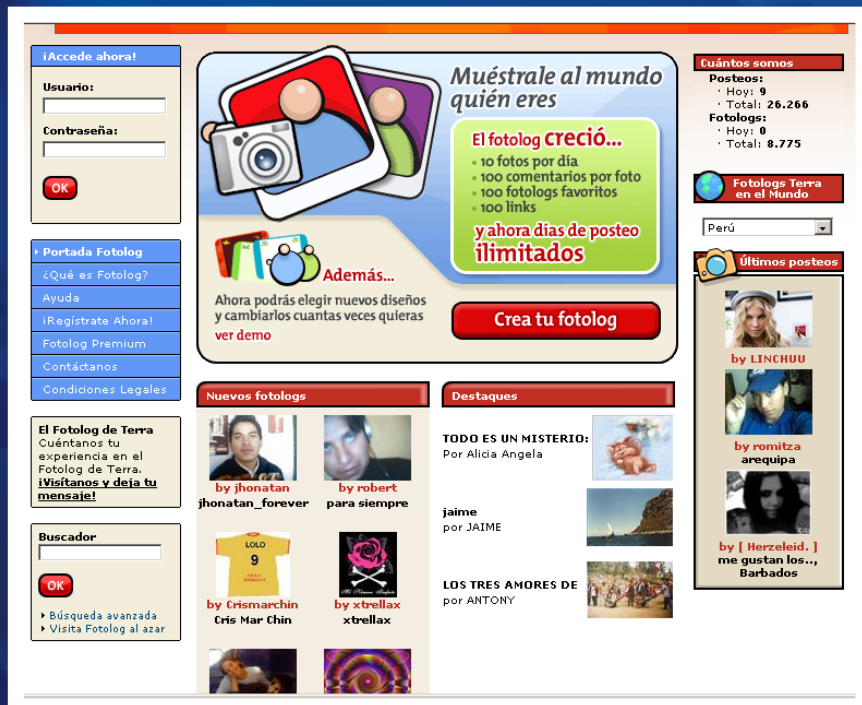 ¡Accede ahora!
Usuario:
Contraseña:
OK
Portada Fotolog
¿Qué es Fotolog?
Ayuda
¡Regístrate Ahora!
Fotolog Premium
Contáctanos
Condiciones Legales
El Fotolog de Terra
Cuéntanos tu
experiencia en el
Fotolog de Terra.
¡Visítanos y deja tu
mensaje!
Buscador
OK
Búsqueda avanzada
Visita Fotolog al azar
Muéstrale al mundo
quién eres
El fotolog creció...
10 fotos por día
100 comentarios por foto
100 fotologs favoritos
100 links
y ahora días de posteo
ilimitados
Además...
Ahora podrás elegir nuevos diseños
y cambiarlos cuantas veces quieras
ver demo
Crea tu fotolog
Nuevos fotologs
by jhonatan
jhonatan_forever
by robert
para siempre
LOLO
9
by Crismarchin
Cris Mar Chin
by xtrellax
xtrellax
Destaques
TODO ES UN MISTERIO:
Por Alicia Angela
jaime
por JAIME
LOS TRES AMORES DE
por ANTONY
Cuántos somos
Posteos:
· Hoy: 9
· Total: 26.266
Fotologs:
· Hoy: 0
· Total: 8.775
Fotologs Terra
en el Mundo
Perú
Últimos posteos
by LINCHUU
by romitza
arequipa
by [ Herzeleid. ]
me gustan los..,
Barbados